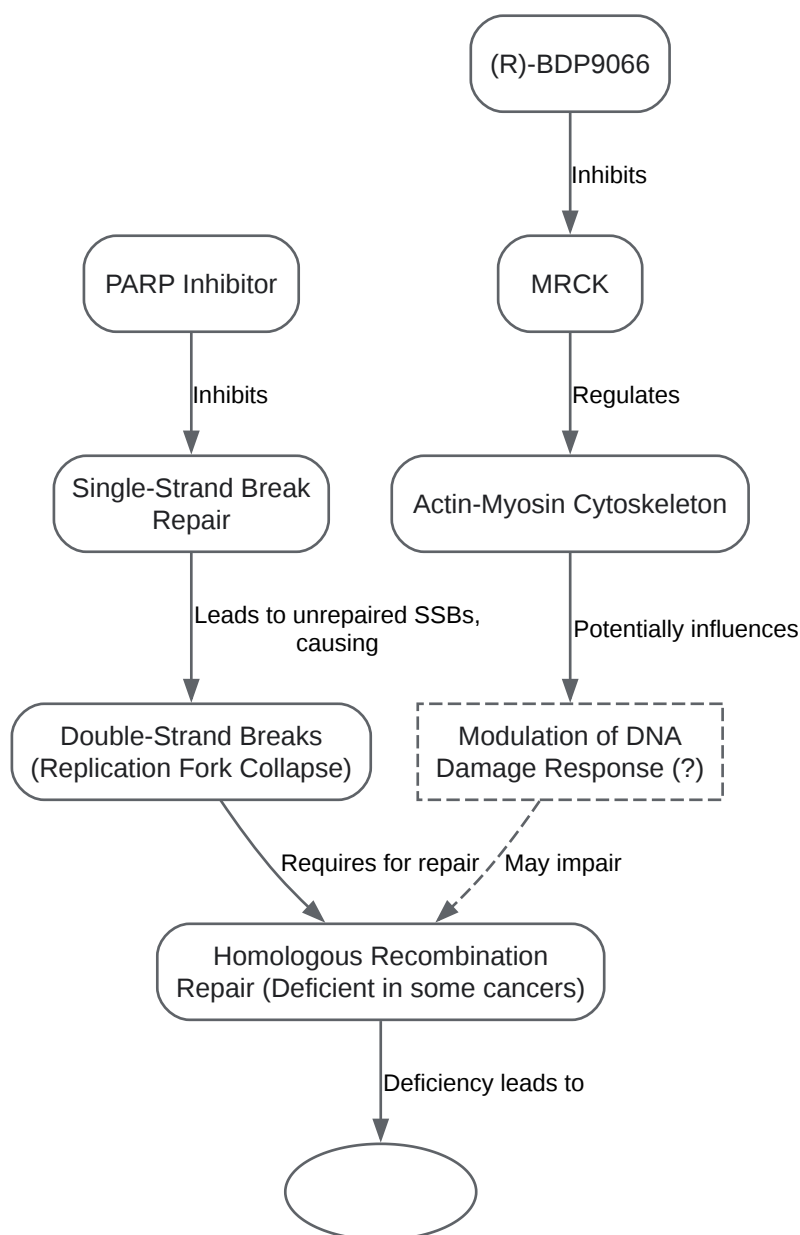 (R)-BDP9066
Inhibits
PARP Inhibitor
MRCK
Inhibits
Regulates
Single-Strand Break
Repair
Actin-Myosin Cytoskeleton
Leads to unrepaired SSBs,
causing
Potentially influences
Double-Strand Breaks
(Replication Fork Collapse)
Modulation of DNA
Damage Response (?)
Requires for repair
May impair
Homologous Recombination
Repair (Deficient in some cancers)
Deficiency leads to